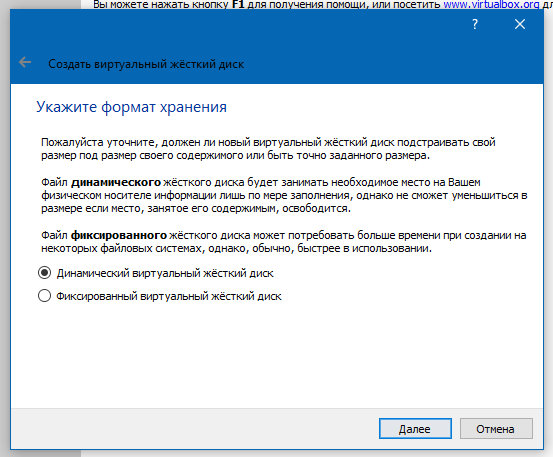 Вы можете нажать кнопку F1 для получения помощи, или посетить www.virtualbox.org дл
?
Создать виртуальный жёсткий диск
Укажите формат хранения
Пожалуйста уточните, должен ли новый виртуальный жёсткий диск подстраивать свой
размер под размер своего содержимого или быть точно заданного размера.
Файл динамического жёсткого диска будет занимать необходимое место на Вашем
физическом носителе информации лишь по мере заполнения, однако не сможет уменьшиться в
размере если место, занятое его содержимым, освободится.
Файл фиксированного жёсткого диска может потребовать больше времени при создании на
некоторых файловых системах, однако, обычно, быстрее в использовании.
Динамический виртуальный жёсткий диск
Фиксированный виртуальный жёсткий диск
Далее
Отмена